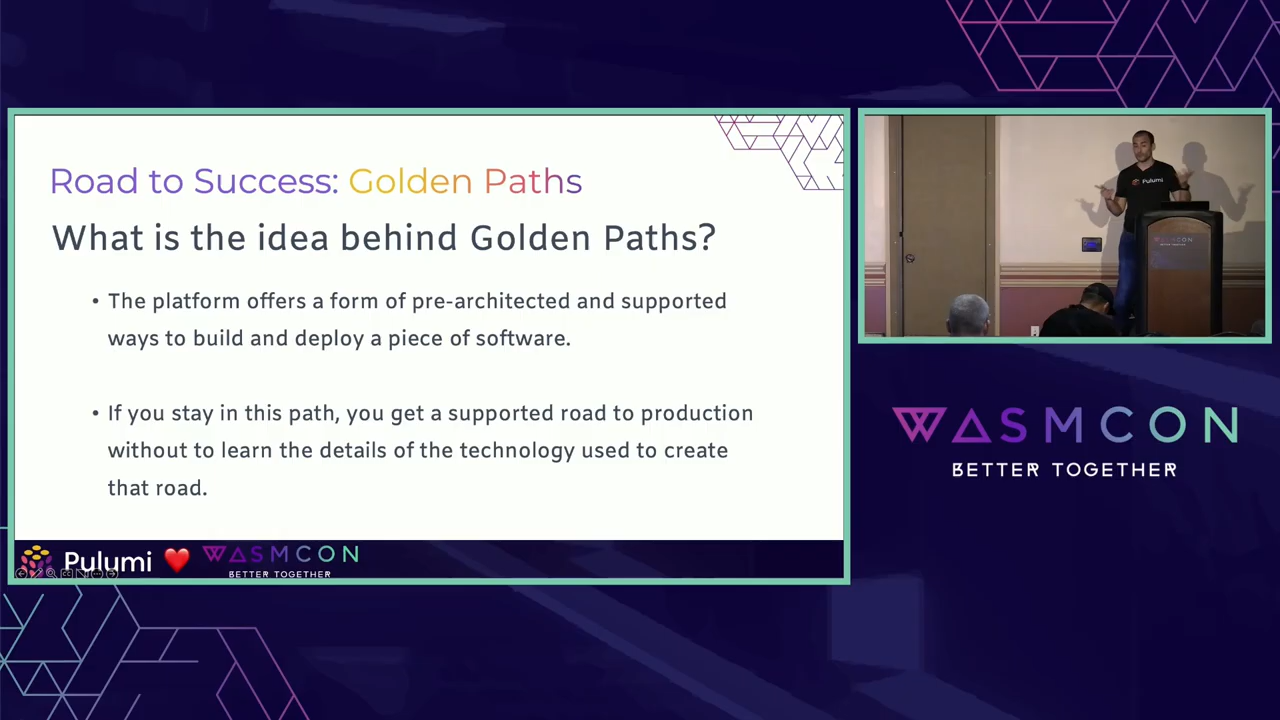 Road to Success: Golden Paths
What is the idea behind Golden Paths?
• The platform offers a form of pre-architected and supported
ways to build and deploy a piece of software.
• If you stay in this path, you get a supported road to production
without to learn the details of the technology used to create
that road.
Pulumi ❤️ WASMCON
BETTER TOGETHER
Pulumi
WASMCON
WASMCON
BETTER TOGETHER